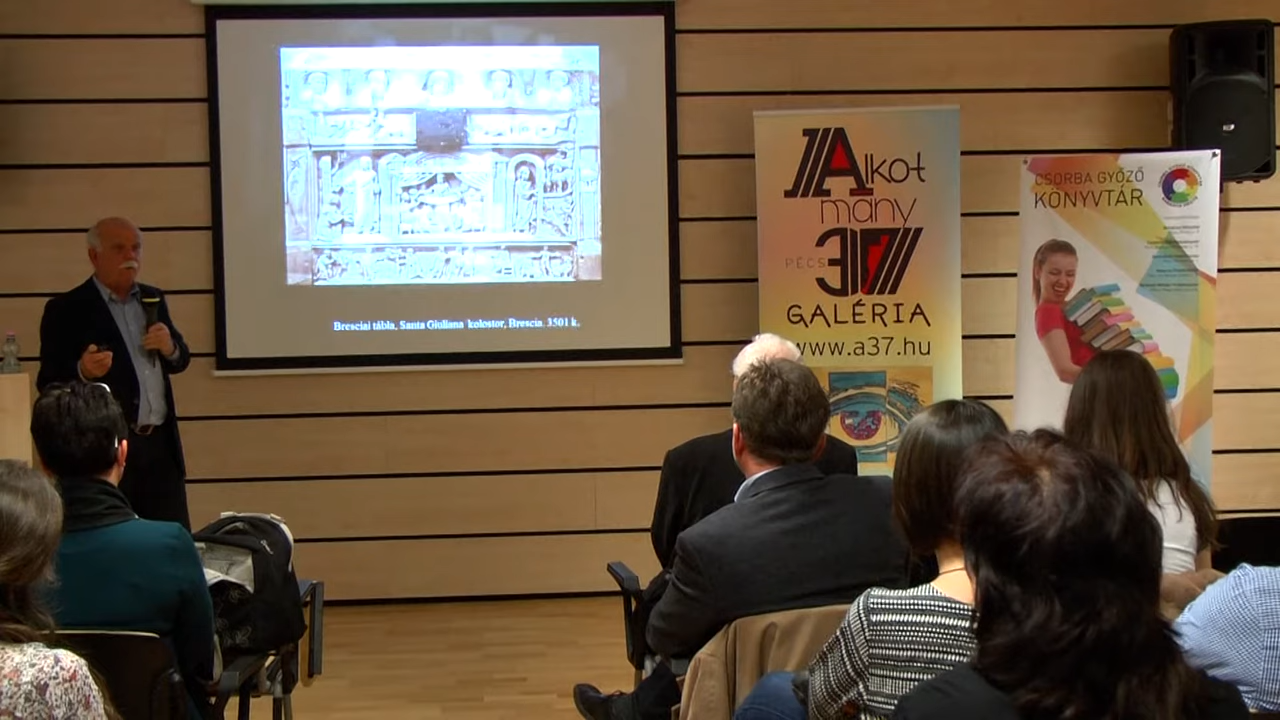 Bresciai tábla, Santa Giuliana kolostor, Brescia. 3501 k.
Alkot
mány
PÉCS 37
GALÉRIA
www.a37.hu
CSORBA GYŐZŐ
KÖNYVTÁR